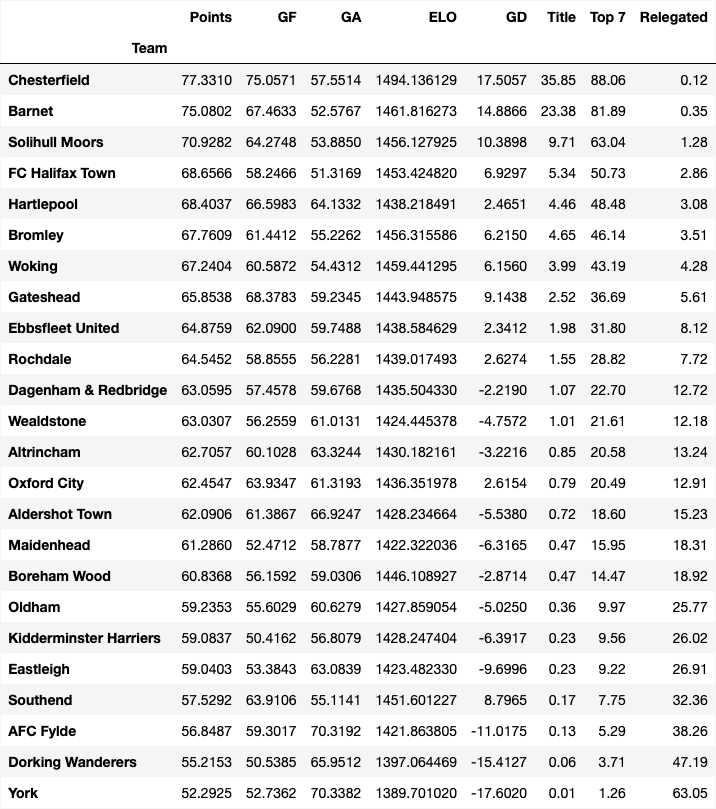 Points GF GA ELO GD Title Top 7 Relegated
Team
Chesterfield 77.3310 75.0571 57.5514 1494.136129 17.5057 35.85 88.06 0.12
Barnet 75.0802 67.4633 52.5767 1461.816273 14.8866 23.38 81.89 0.35
Solihull Moors 70.9282 64.2748 53.8850 1456.127925 10.3898 9.71 63.04 1.28
FC Halifax Town 68.6566 58.2466 51.3169 1453.424820 6.9297 5.34 50.73 2.86
Hartlepool 68.4037 66.5983 64.1332 1438.218491 2.4651 4.46 48.48 3.08
Bromley 67.7609 61.4412 55.2262 1456.315586 6.2150 4.65 46.14 3.51
Woking 67.2404 60.5872 54.4312 1459.441295 6.1560 3.99 43.19 4.28
Gateshead 65.8538 68.3783 59.2345 1443.948575 9.1438 2.52 36.69 5.61
Ebbsfleet United 64.8759 62.0900 59.7488 1438.584629 2.3412 1.98 31.80 8.12
Rochdale 64.5452 58.8555 56.2281 1439.017493 2.6274 1.55 28.82 7.72
Dagenham & Redbridge 63.0595 57.4578 59.6768 1435.504330 -2.2190 1.07 22.70 12.72
Wealdstone 63.0307 56.2559 61.0131 1424.445378 -4.7572 1.01 21.61 12.18
Altrincham 62.7057 60.1028 63.3244 1430.182161 -3.2216 0.85 20.58 13.24
Oxford City 62.4547 63.9347 61.3193 1436.351978 2.6154 0.79 20.49 12.91
Aldershot Town 62.0906 61.3867 66.9247 1428.234664 -5.5380 0.72 18.60 15.23
Maidenhead 61.2860 52.4712 58.7877 1422.322036 -6.3165 0.47 15.95 18.31
Boreham Wood 60.8368 56.1592 59.0306 1446.108927 -2.8714 0.47 14.47 18.92
Oldham 59.2353 55.6029 60.6279 1427.859054 -5.0250 0.36 9.97 25.77
Kidderminster Harriers 59.0837 50.4162 56.8079 1428.247404 -6.3917 0.23 9.56 26.02
Eastleigh 59.0403 53.3843 63.0839 1423.482330 -9.6996 0.23 9.22 26.91
Southend 57.5292 63.9106 55.1141 1451.601227 8.7965 0.17 7.75 32.36
AFC Fylde 56.8487 59.3017 70.3192 1421.863805 -11.0175 0.13 5.29 38.26
Dorking Wanderers 55.2153 50.5385 65.9512 1397.064469 -15.4127 0.06 3.71 47.19
York 52.2925 52.7362 70.3382 1389.701020 -17.6020 0.01 1.26 63.05